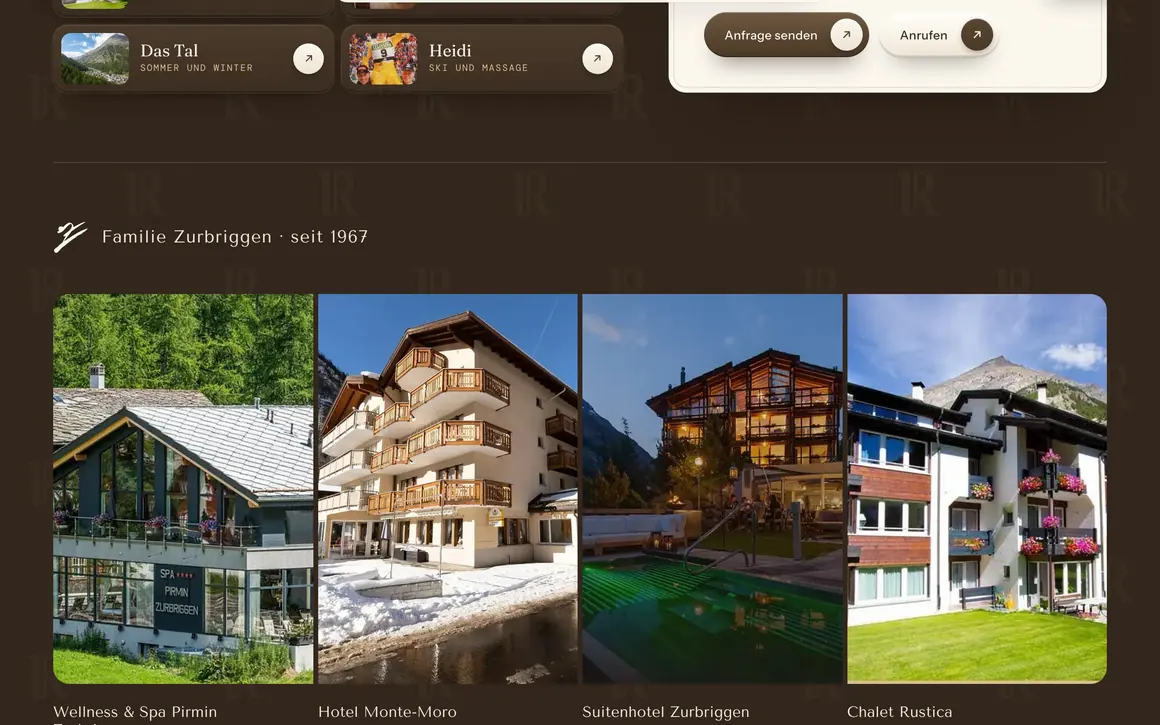 Das Tal
SOMMER UND WINTER
Heidi
SKI UND MASSAGE
Anfrage senden
Anrufen
Familie Zurbriggen · seit 1967
SPA ****
PIRMIN
ZURBRIGGEN
Wellness & Spa Pirmin
Hotel Monte-Moro
Suitenhotel Zurbriggen
Chalet Rustica